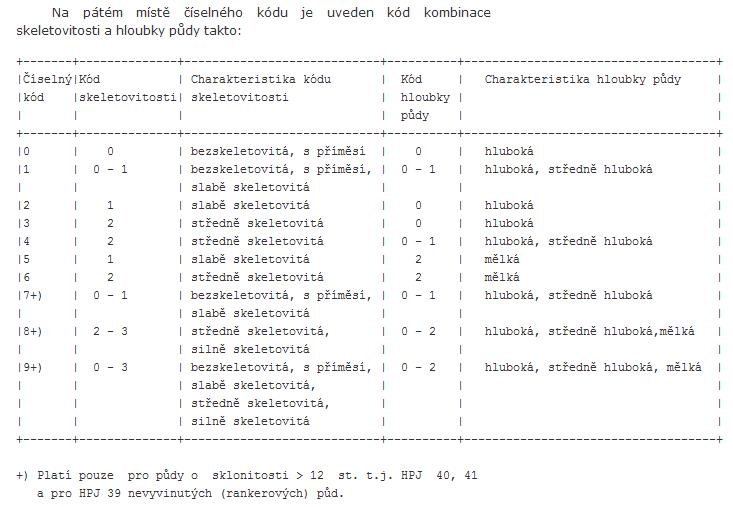 Na pátém místě číselného kódu je uveden kód kombinace
skeletovitosti a hloubky půdy takto:
+-------+--------------+----------------------------+----------+------------------------------------+
|Číselný|Kód           | Charakteristika kódu       |  Kód     |   Charakteristika hloubky půdy     |
|kód    |skeletovitosti| skeletovitosti             |  hloubky |                                    |
|       |              |                            |  půdy    |                                    |
+-------+--------------+----------------------------+----------+------------------------------------+
|0      |    0         | bezskeletovitá, s příměsí  |    0     |   hluboká                          |
|1      |  0 - 1       | bezskeletovitá, s příměsí, |  0 - 1   |   hluboká, středně hluboká         |
|       |              | slabě skeletovitá          |          |                                    |
|2      |    1         | slabě skeletovitá          |    0     |   hluboká                          |
|3      |    2         | středně skeletovitá        |    0     |   hluboká                          |
|4      |    2         | středně skeletovitá        |  0 - 1   |   hluboká, středně hluboká         |
|5      |    1         | slabě skeletovitá          |    2     |   mělká                            |
|6      |    2         | středně skeletovitá        |    2     |   mělká                            |
|7+)    |  0 - 1       | bezskeletovitá, s příměsí, |  0 - 1   |   hluboká, středně hluboká         |
|       |              | slabě skeletovitá          |          |                                    |
|8+)    |  2 - 3       | středně skeletovitá,       |  0 - 2   |   hluboká, středně hluboká,mělká   |
|       |              | silně skeletovitá          |          |                                    |
|9+)    |  0 - 3       | bezskeletovitá, s příměsí, |  0 - 2   |   hluboká, středně hluboká, mělká  |
|       |              | slabě skeletovitá,         |          |                                    |
|       |              | středně skeletovitá,       |          |                                    |
|       |              | silně skeletovitá          |          |                                    |
+-------+--------------+----------------------------+----------+------------------------------------+
+) Platí pouze  pro půdy o  sklonitosti > 12  st. t.j. HPJ  40, 41
a pro HPJ 39 nevyvinutých (rankerových) půd.